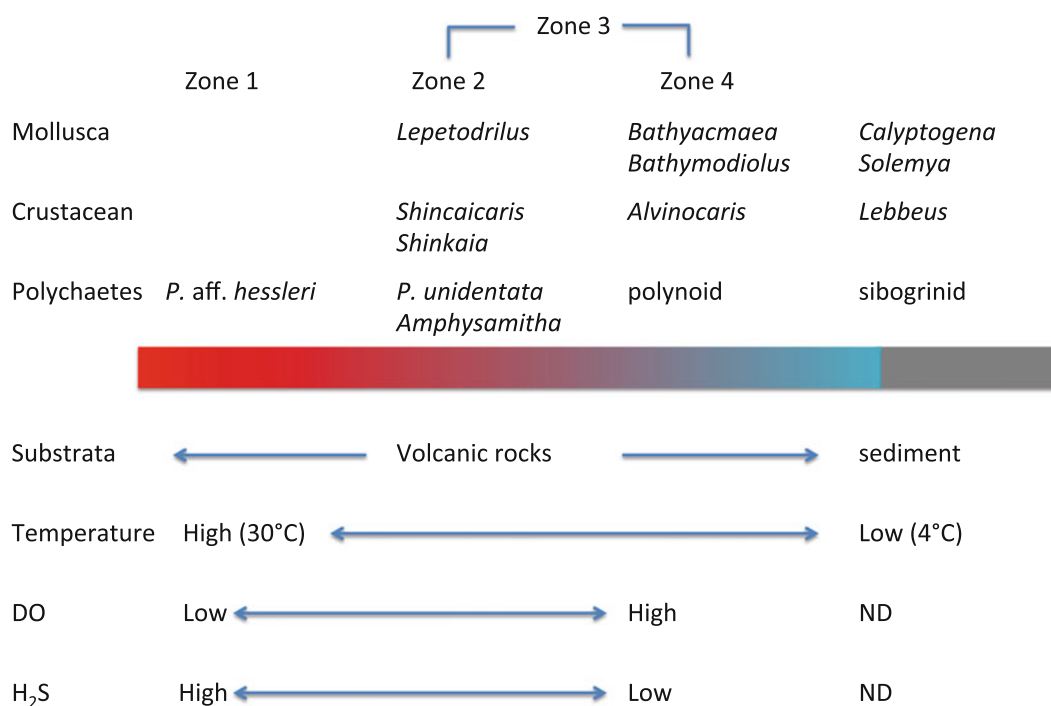 Zone 3
Zone 1 Zone 2 Zone 4
Mollusca Lepetodrilus Bathyacmaea Calyptogena
Bathymodiolus Solemya
Crustacean Shincaicaris Alvinocaris Lebbeus
Shinkaia
Polychaetes P. aff. hessleri P. unidentata polynoid sibogrinid
Amphysamitha
Substrata Volcanic rocks sediment
Temperature High (30°C) Low (4°C)
DO Low High ND
H₂S High Low ND